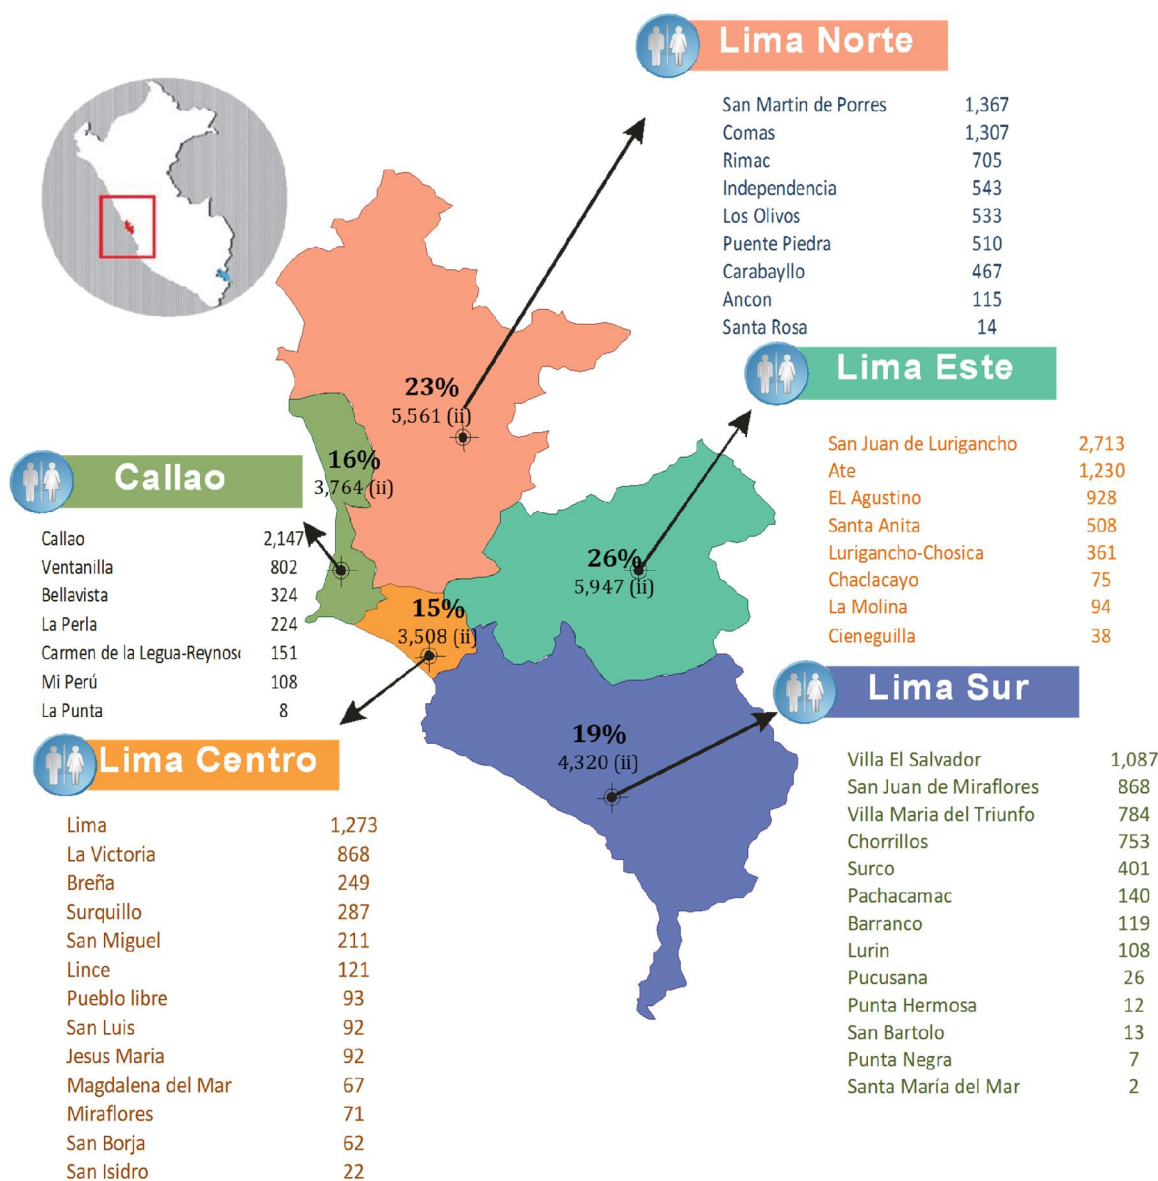 Lima Norte
San Martin de Porres 1,367
Comas 1,307
Rimac 705
Independencia 543
Los Olivos 533
Puente Piedra 510
Carabayllo 467
Ancon 115
Santa Rosa 14
Lima Este
San Juan de Lurigancho 2,713
Ate 1,230
EL Agustino 928
Santa Anita 508
Lurigancho-Chosica 361
Chaclacayo 75
La Molina 94
Cieneguilla 38
23%
5,561 (ii)
16%
3,764 (ii)
26%
5,947 (ii)
15%
3,508 (ii)
19%
4,320 (ii)
Callao
Callao 2,147
Ventanilla 802
Bellavista 324
La Perla 224
Carmen de la Legua-Reynoso 151
Mi Perú 108
La Punta 8
Lima Sur
Villa El Salvador 1,087
San Juan de Miraflores 868
Villa Maria del Triunfo 784
Chorrillos 753
Surco 401
Pachacamac 140
Barranco 119
Lurin 108
Pucusana 26
Punta Hermosa 12
San Bartolo 13
Punta Negra 7
Santa María del Mar 2
Lima Centro
Lima 1,273
La Victoria 868
Breña 249
Surquillo 287
San Miguel 211
Lince 121
Pueblo libre 93
San Luis 92
Jesus Maria 92
Magdalena del Mar 67
Miraflores 71
San Borja 62
San Isidro 22